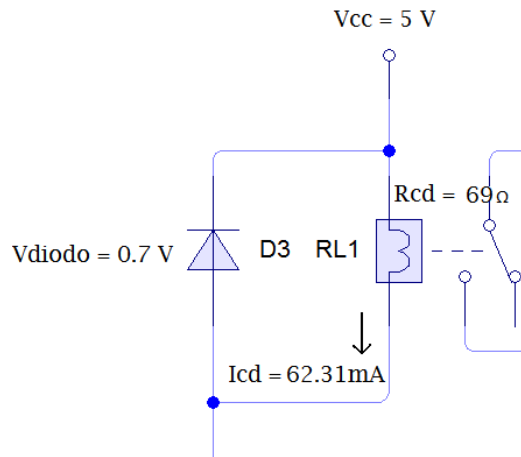 Vcc = 5 V
Rcd = 69Ω
Vdiodo = 0.7 V
D3
RL1
Icd = 62.31mA